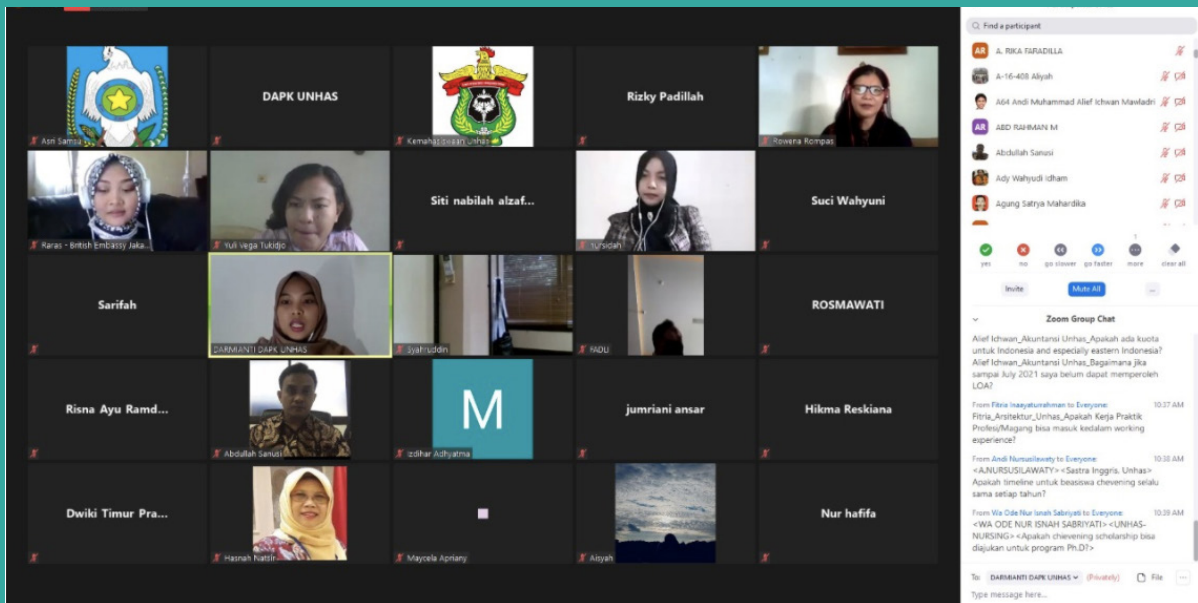 Asri Samsu
DAPK UNHAS
Kemahasiswaan Unhas
Rizky Padillah
Rowena Rompas
Raras - British Embassy Jaka...
Yuli Vega Tukidjo
Siti nabilah alzaf...
Yursidah
Suci Wahyuni
Sarifah
DARMIANTI DAPK UNHAS
Syahruddin
FADLI
ROSMAWATI
Risna Ayu Ramd...
Abdullah Sanusi
M
Izdihar Adhyatma
jumriani ansar
Hikma Reskiana
Dwiki Timur Pra...
Hasnah Natsir
Maycela Apriany
Aisyah
Nur hafifa
Find a participant
AR A. RIKA FARADILLA
A-16-408 Aliyah
A64 Andi Muhammad Alief Ichwan Mawladri
AR ABD RAHMAN M
Abdullah Sanusi
Ady Wahyudi Idham
Agung Satrya Mahardika
1
yes no go slower go faster more clear all
Invite Mute All ...
Zoom Group Chat
Alief Ichwan_Akuntansi Unhas_Apakah ada kuota
untuk Indonesia and especially eastern Indonesia?
Alief Ichwan_Akuntansi Unhas_Bagaimana jika
sampai July 2021 saya belum dapat memperoleh
LOA?
From Fitria Inaayaturrahman to Everyone: 10:37 AM
Fitria_Arsitektur_Unhas_Apakah Kerja Praktik
Profesi/Magang bisa masuk kedalam working
experience?
From Andi Nursusilawaty to Everyone: 10:38 AM
<A.NURSUSILAWATY><Sastra Inggris. Unhas>
Apakah timeline untuk beasiswa chevening selalu
sama setiap tahun?
From Wa Ode Nur Isnah Sabriyati to Everyone: 10:39 AM
<WA ODE NUR ISNAH SABRIYATI><UNHAS-
NURSING><Apakah chievening scholarship bisa
diajukan untuk program Ph.D?>
To: DARMIANTI DAPK UNHAS (Privately) File ...
Type message here...